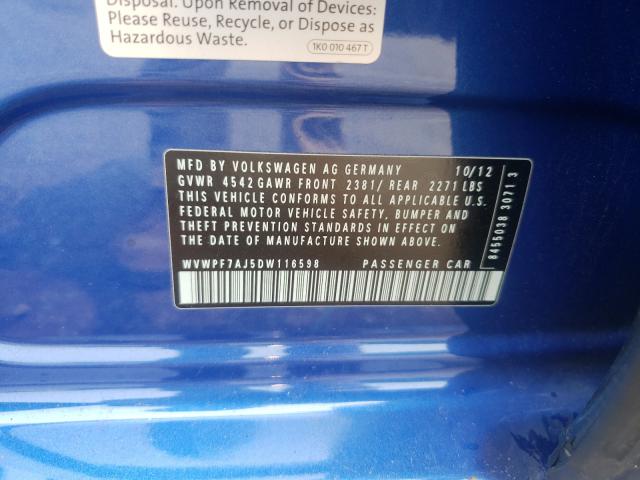 Disposal. Upon Removal of Devices:
Please Reuse, Recycle, or Dispose as
Hazardous Waste.
1K0 010 467 T
MFD BY VOLKSWAGEN AG GERMANY 10/12
GVWR 4542 GAWR FRONT 2381/ REAR 2271 LBS
THIS VEHICLE CONFORMS TO ALL APPLICABLE U.S.
FEDERAL MOTOR VEHICLE SAFETY, BUMPER AND
THEFT PREVENTION STANDARDS IN EFFECT ON
THE DATE OF MANUFACTURE SHOWN ABOVE.
WVWPF7AJ5DW116598 PASSENGER CAR
8455038 3071 3